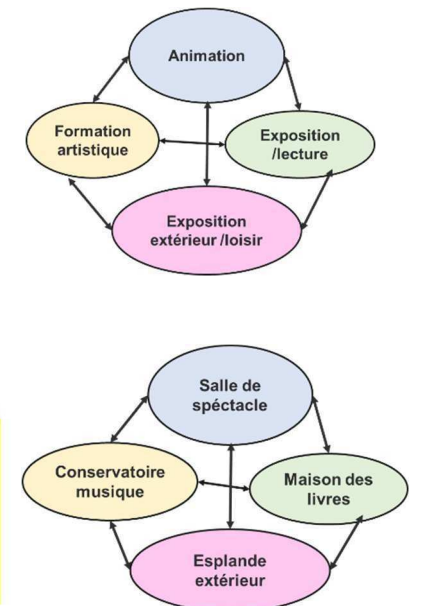 Animation
Formation
artistique
Exposition
/lecture
Exposition
extérieur /loisir
Salle de
spéctacle
Conservatoire
musique
Maison des
livres
Esplande
extérieur